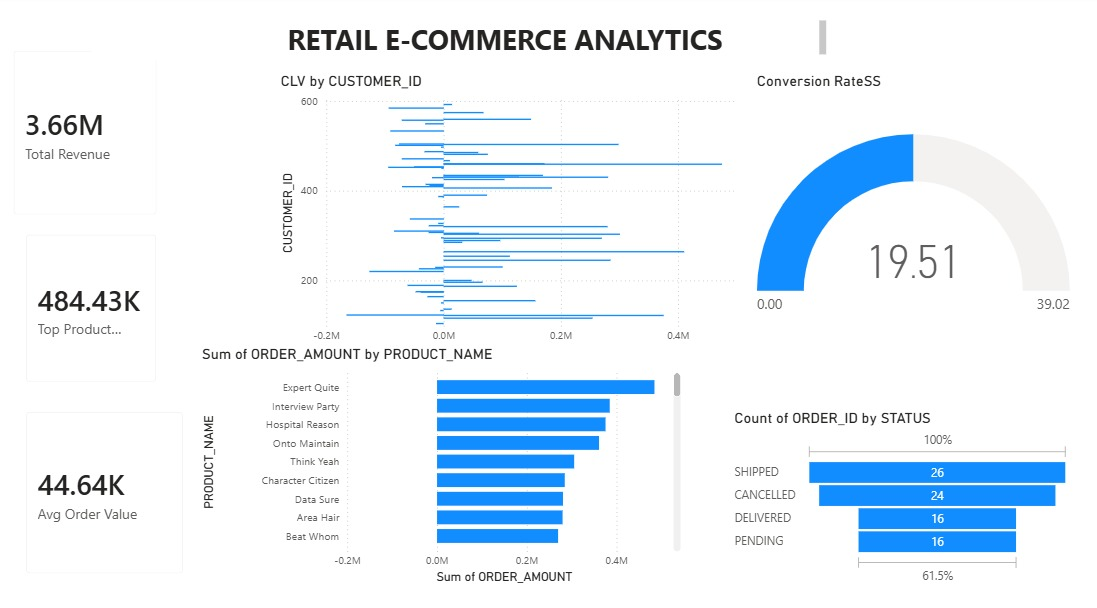 RETAIL E-COMMERCE ANALYTICS
3.66M
Total Revenue
484.43K
Top Product...
44.64K
Avg Order Value
CLV by CUSTOMER_ID
CUSTOMER_ID
600
400
200
-0.2M 0.0M 0.2M 0.4M
Conversion RateSS
19.51
0.00 39.02
Sum of ORDER_AMOUNT by PRODUCT_NAME
PRODUCT_NAME
Expert Quite
Interview Party
Hospital Reason
Onto Maintain
Think Yeah
Character Citizen
Data Sure
Area Hair
Beat Whom
-0.2M 0.0M 0.2M 0.4M
Sum of ORDER_AMOUNT
Count of ORDER_ID by STATUS
100%
SHIPPED 26
CANCELLED 24
DELIVERED 16
PENDING 16
61.5%